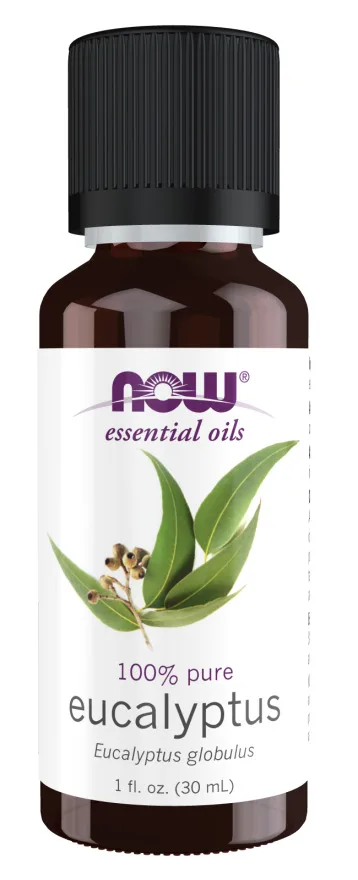 now®
essential oils
100% pure
eucalyptus
Eucalyptus globulus
1 fl. oz. (30 mL)